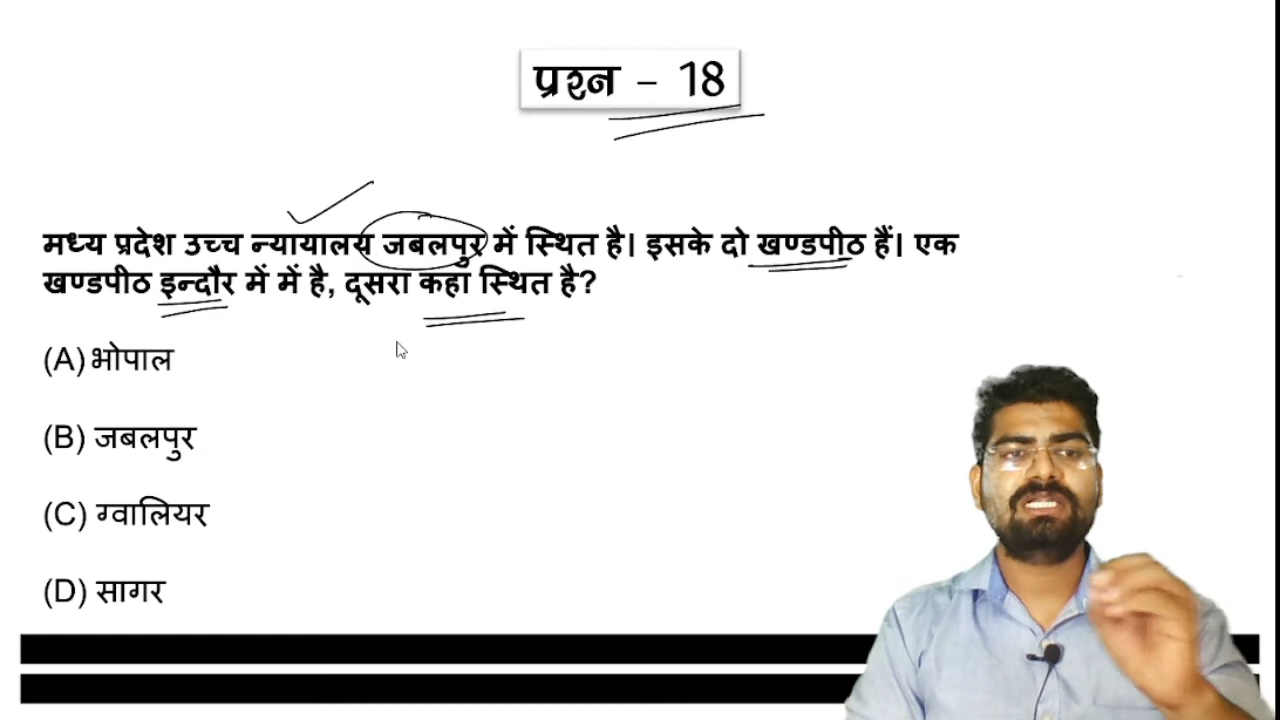 प्रश्न – 18
मध्य प्रदेश उच्च न्यायालय जबलपुर में स्थित है। इसके दो खण्डपीठ हैं। एक
खण्डपीठ इन्दौर में में है, दूसरा कहा स्थित है?
(A) भोपाल
(B) जबलपुर
(C) ग्वालियर
(D) सागर